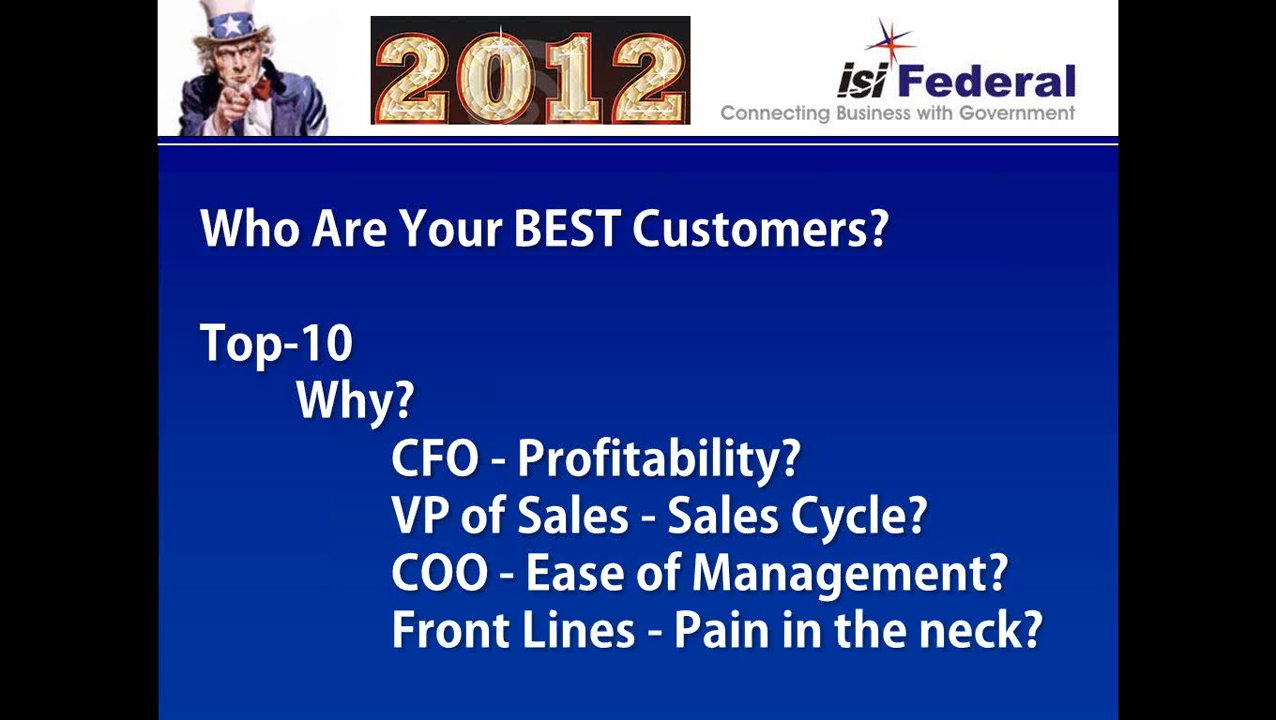 2012
isi Federal
Connecting Business with Government
Who Are Your BEST Customers?
Top-10
Why?
CFO - Profitability?
VP of Sales - Sales Cycle?
COO - Ease of Management?
Front Lines - Pain in the neck?